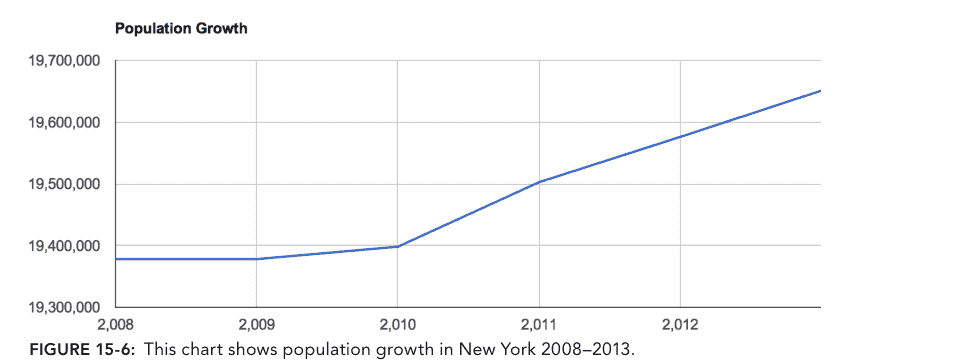 Population Growth
19,700,000
19,600,000
19,500,000
19,400,000
19,300,000
2,008 2,009 2,010 2,011 2,012
FIGURE 15-6: This chart shows population growth in New York 2008–2013.